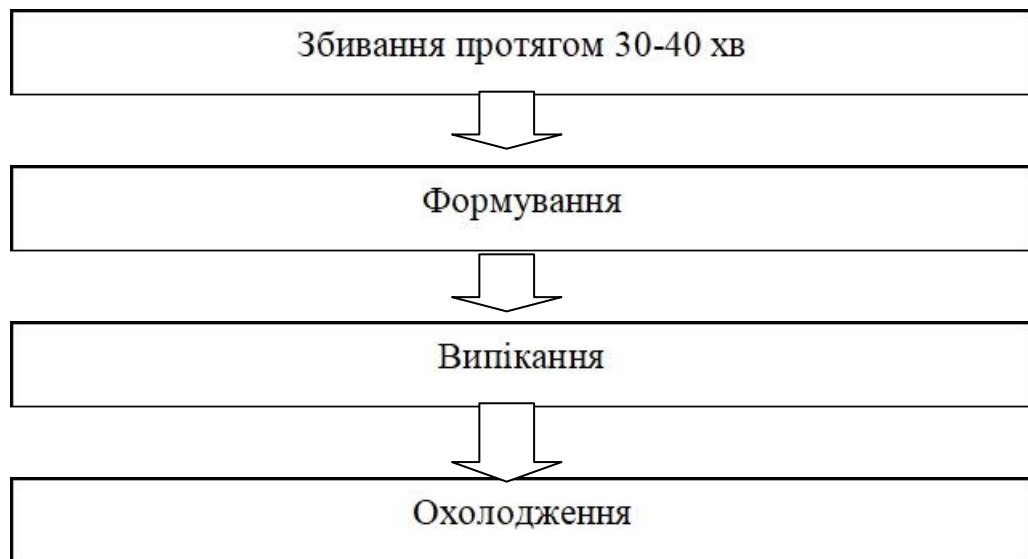 Збивання протягом 30-40 хв
Формування
Випікання
Охолодження